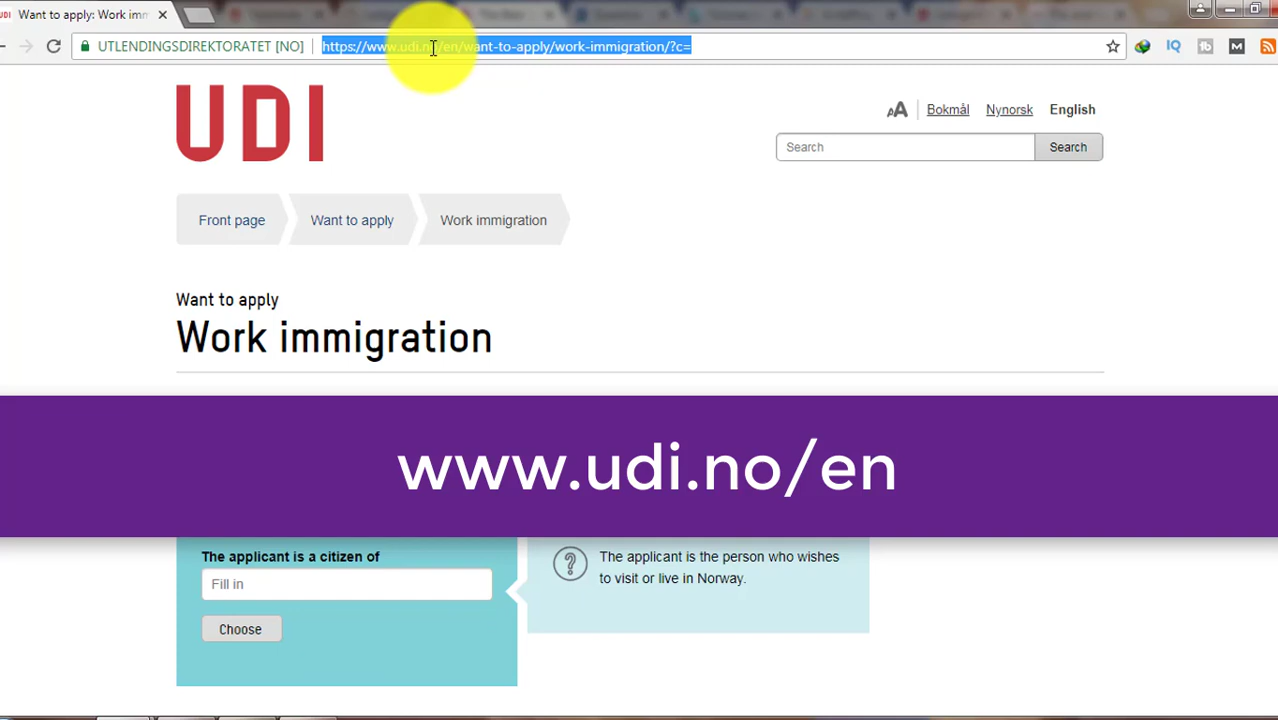 UDI Want to apply: Work imm
UTLENDINGSDIREKTORATET [NO] https://www.udi.no/en/want-to-apply/work-immigration/?c=
UDI
AA Bokmål Nynorsk English
Search Search
Front page Want to apply Work immigration
Want to apply
Work immigration
www.udi.no/en
The applicant is a citizen of
Fill in
Choose
The applicant is the person who wishes
to visit or live in Norway.